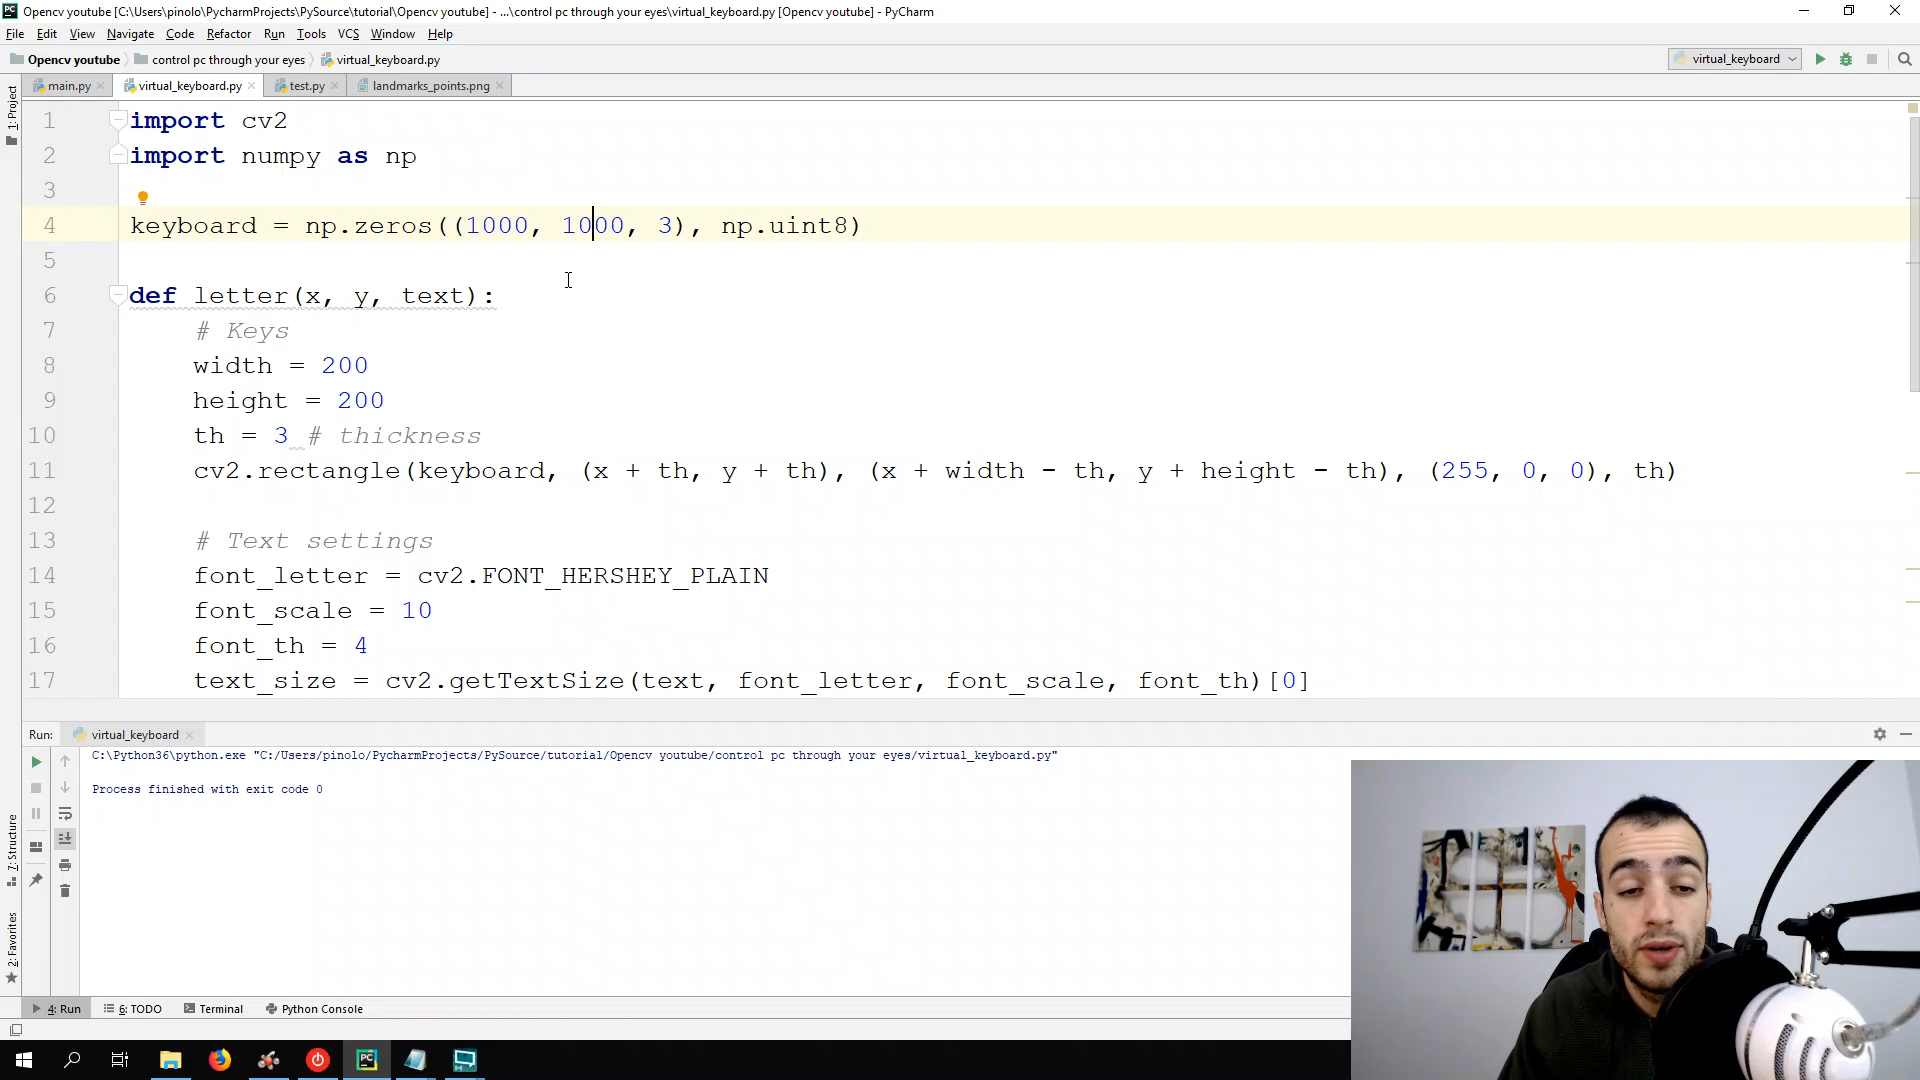 Opencv youtube [C:\Users\pinolo\PycharmProjects\PySource\tutorial\Opencv youtube] - ...\control pc through your eyes\virtual_keyboard.py [Opencv youtube] - PyCharm
File Edit View Navigate Code Refactor Run Tools VCS Window Help
Opencv youtube control pc through your eyes virtual_keyboard.py virtual_keyboard
main.py virtual_keyboard.py test.py landmarks_points.png
1: Project
1 import cv2
2 import numpy as np
3
4 keyboard = np.zeros((1000, 1000, 3), np.uint8)
5
6 def letter(x, y, text):
7 # Keys
8 width = 200
9 height = 200
10 th = 3 # thickness
11 cv2.rectangle(keyboard, (x + th, y + th), (x + width - th, y + height - th), (255, 0, 0), th)
12
13 # Text settings
14 font_letter = cv2.FONT_HERSHEY_PLAIN
15 font_scale = 10
16 font_th = 4
17 text_size = cv2.getTextSize(text, font_letter, font_scale, font_th)[0]
Run: virtual_keyboard
C:\Python36\python.exe "C:/Users/pinolo/PycharmProjects/PySource/tutorial/Opencv youtube/control pc through your eyes/virtual_keyboard.py"
Process finished with exit code 0
7: Structure
2: Favorites
4: Run 6: TODO Terminal Python Console
PC